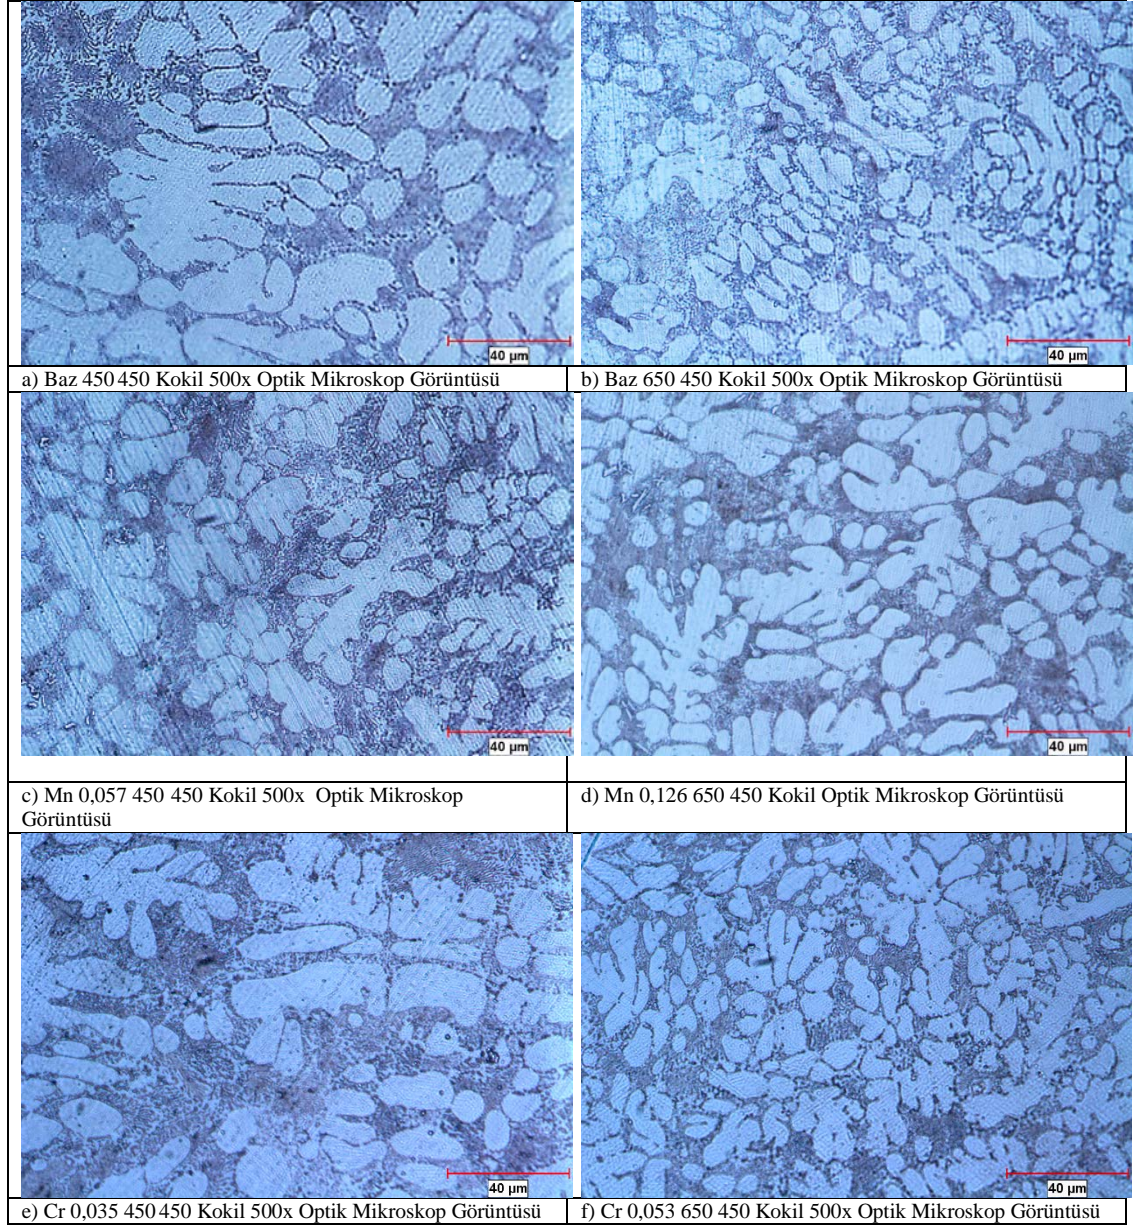 40 µm
40 µm
a) Baz 450 450 Kokil 500x Optik Mikroskop Görüntüsü
b) Baz 650 450 Kokil 500x Optik Mikroskop Görüntüsü
40 µm
40 µm
c) Mn 0,057 450 450 Kokil 500x Optik Mikroskop
Görüntüsü
d) Mn 0,126 650 450 Kokil Optik Mikroskop Görüntüsü
40 µm
40 µm
e) Cr 0,035 450 450 Kokil 500x Optik Mikroskop Görüntüsü
f) Cr 0,053 650 450 Kokil 500x Optik Mikroskop Görüntüsü